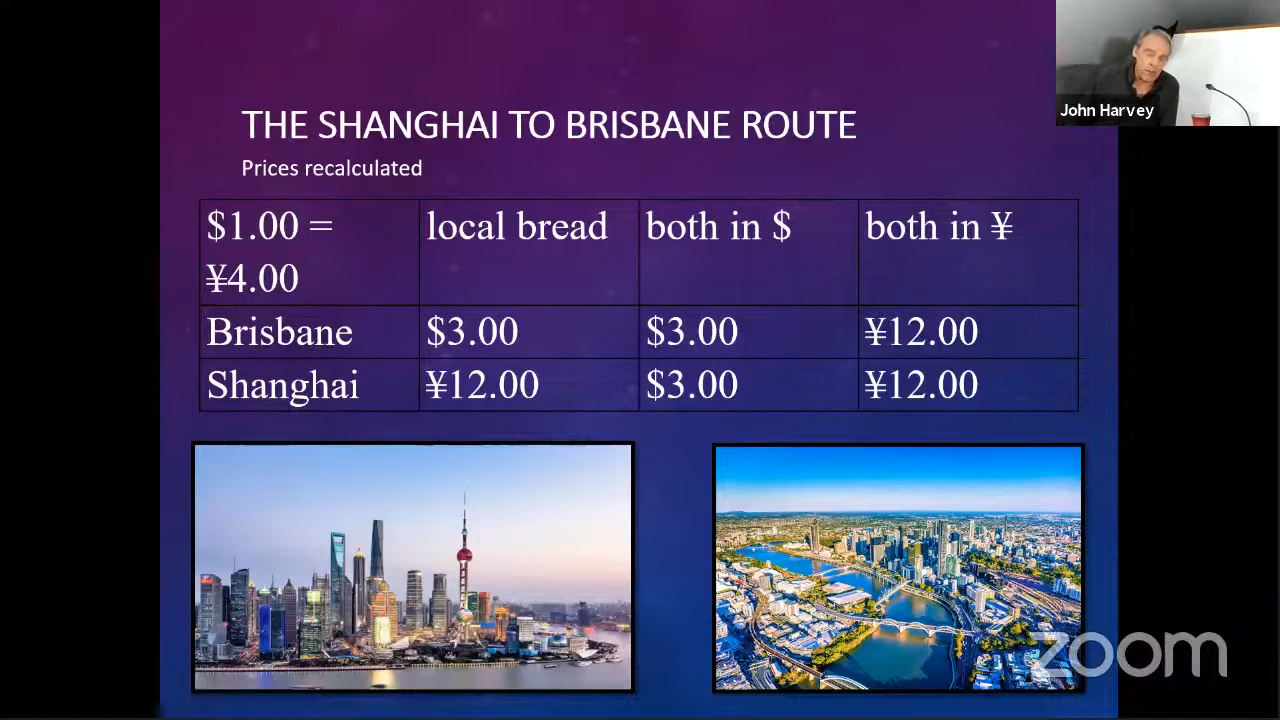 THE SHANGHAI TO BRISBANE ROUTE
Prices recalculated
$1.00 =
¥4.00
local bread
both in $
both in ¥
Brisbane
$3.00
$3.00
¥12.00
Shanghai
¥12.00
$3.00
¥12.00
John Harvey
zoom